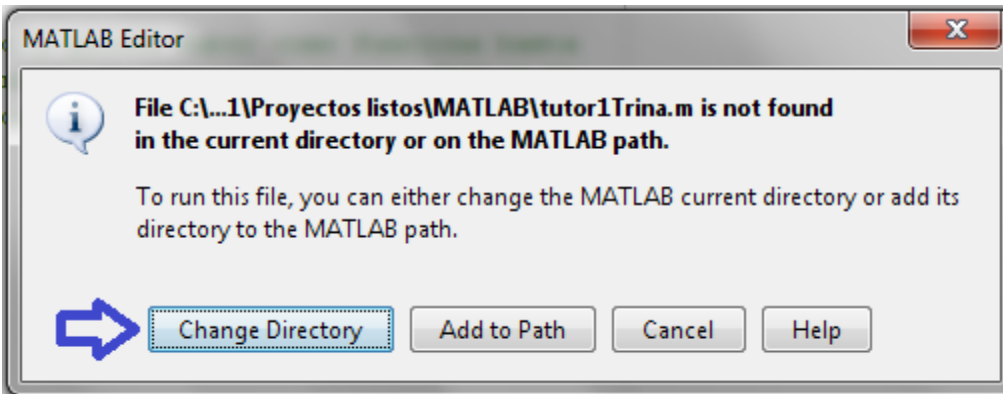 MATLAB Editor
File C:\...1\Proyectos listos\MATLAB\tutor1Trina.m is not found
in the current directory or on the MATLAB path.
To run this file, you can either change the MATLAB current directory or add its
directory to the MATLAB path.
Change Directory Add to Path Cancel Help